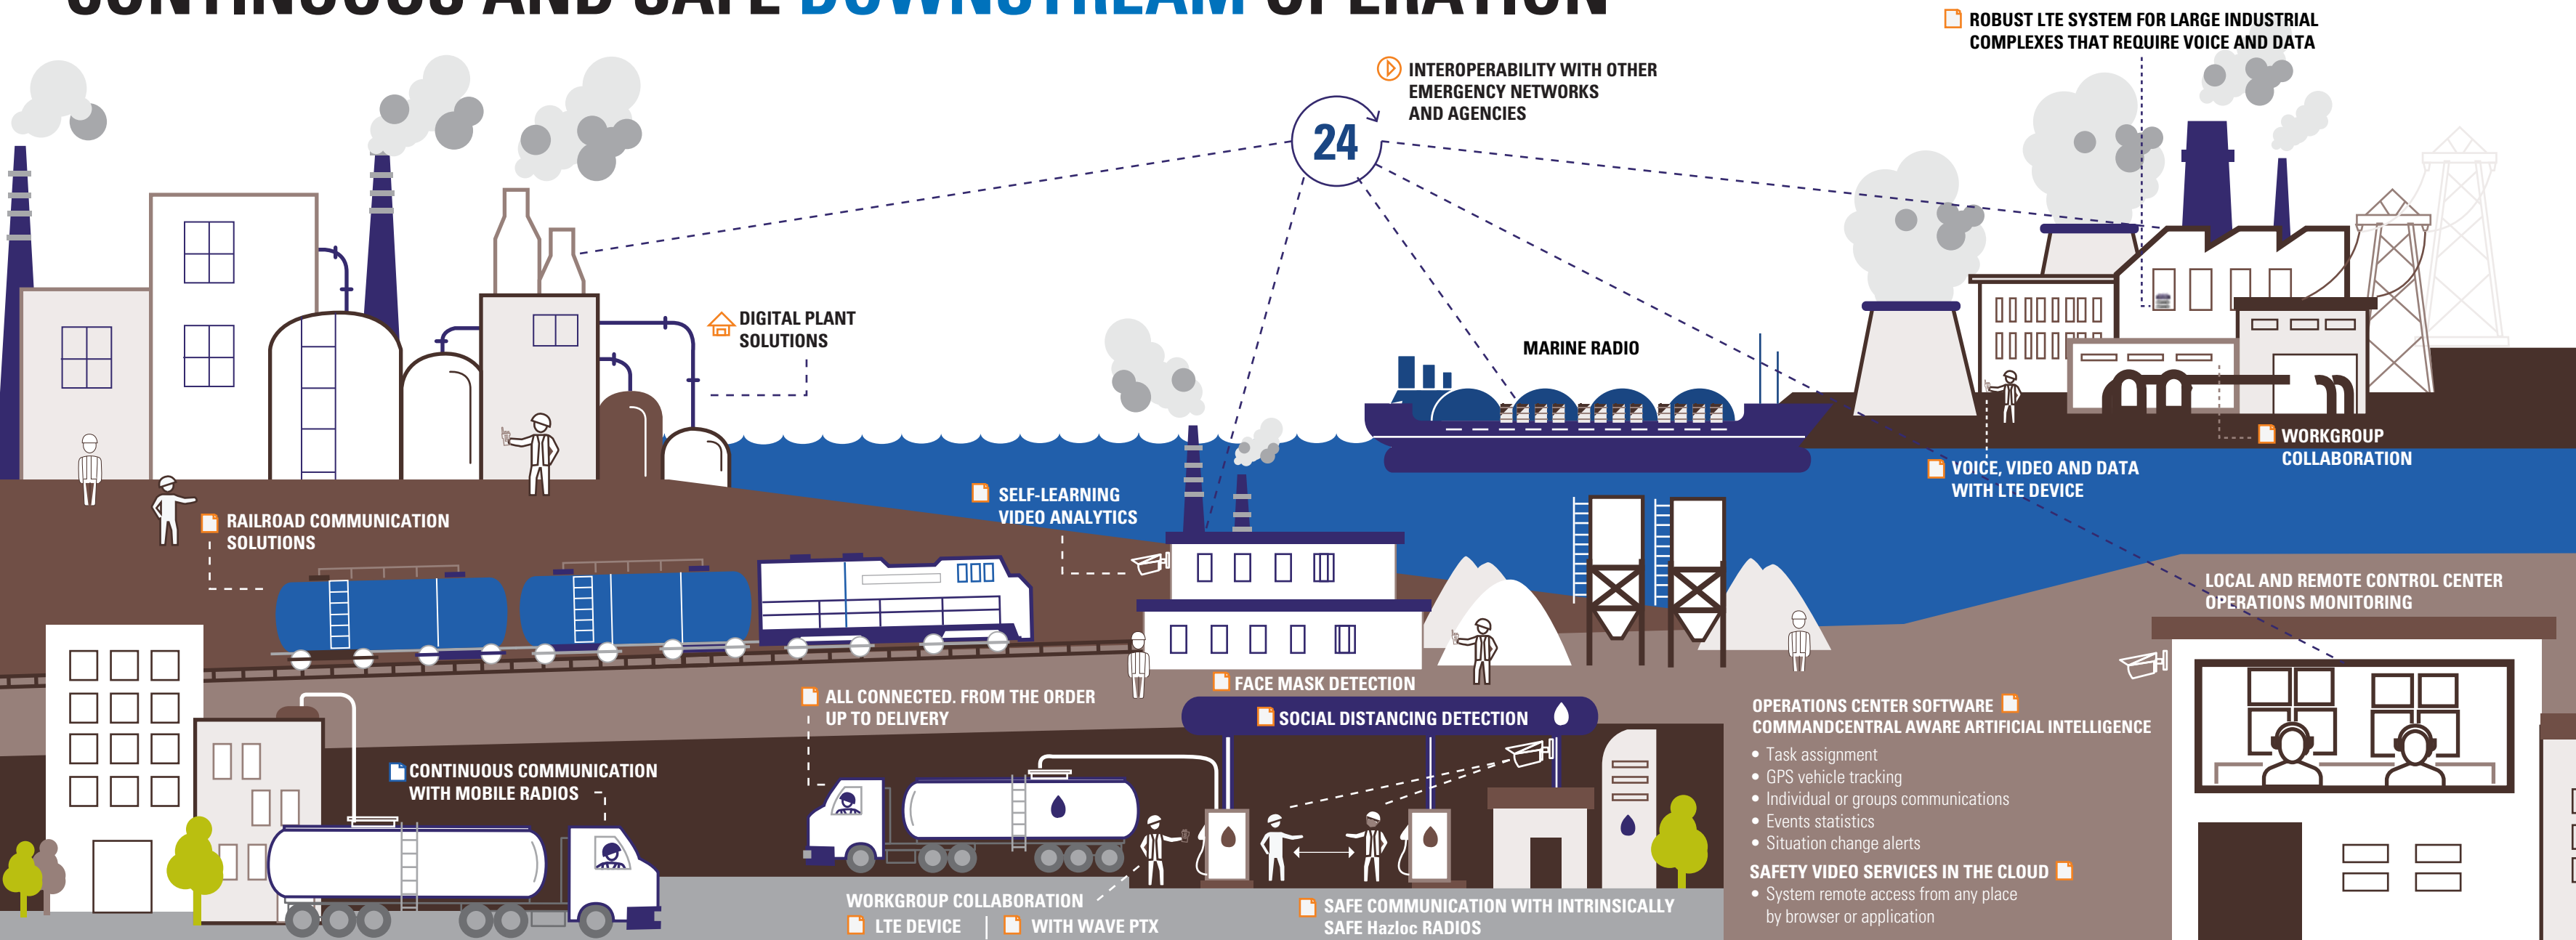 CONTINUOUS AND SAFE DOWNSTREAM OPERATION
ROBUST LTE SYSTEM FOR LARGE INDUSTRIAL
COMPLEXES THAT REQUIRE VOICE AND DATA
INTEROPERABILITY WITH OTHER
EMERGENCY NETWORKS
AND AGENCIES
24
DIGITAL PLANT
SOLUTIONS
MARINE RADIO
WORKGROUP
COLLABORATION
VOICE, VIDEO AND DATA
WITH LTE DEVICE
SELF-LEARNING
VIDEO ANALYTICS
RAILROAD COMMUNICATION
SOLUTIONS
LOCAL AND REMOTE CONTROL CENTER
OPERATIONS MONITORING
FACE MASK DETECTION
SOCIAL DISTANCING DETECTION
ALL CONNECTED. FROM THE ORDER
UP TO DELIVERY
CONTINUOUS COMMUNICATION
WITH MOBILE RADIOS
OPERATIONS CENTER SOFTWARE
COMMANDCENTRAL AWARE ARTIFICIAL INTELLIGENCE
• Task assignment
• GPS vehicle tracking
• Individual or groups communications
• Events statistics
• Situation change alerts
SAFETY VIDEO SERVICES IN THE CLOUD
• System remote access from any place
by browser or application
WORKGROUP COLLABORATION
LTE DEVICE | WITH WAVE PTX
SAFE COMMUNICATION WITH INTRINSICALLY
SAFE Hazloc RADIOS